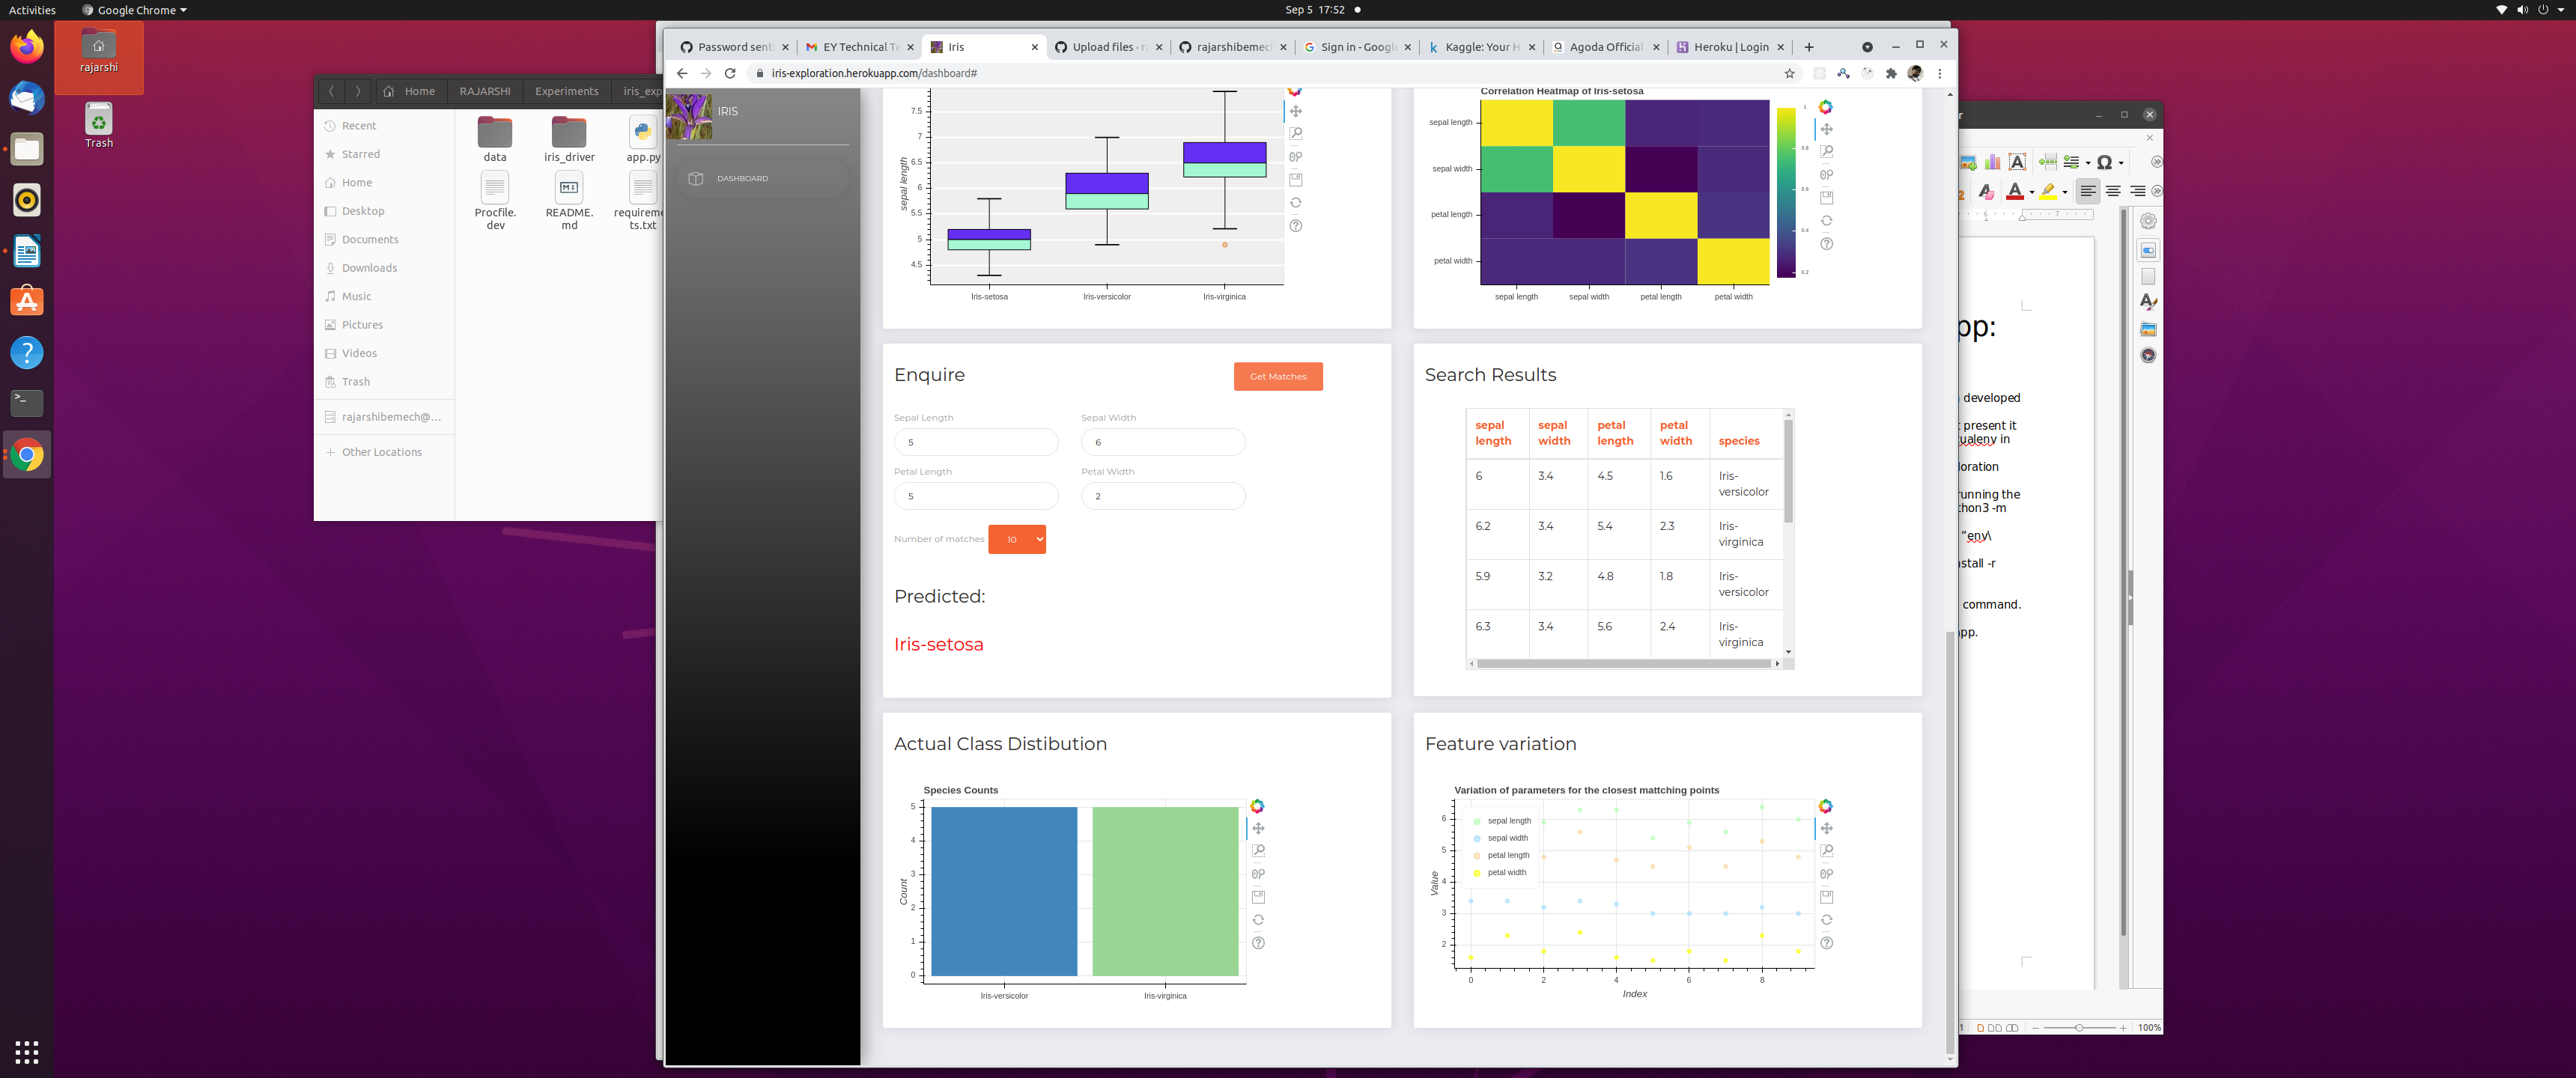 Activities
Google Chrome
Sep 5 17:52
rajarshi
Trash
Home
RAJARSHI
Experiments
iris_exp
Recent
Starred
Home
Desktop
Documents
Downloads
Music
Pictures
Videos
Trash
rajarshibemech@...
Other Locations
data
iris_driver
app.py
Procfile.
dev
README.
md
requireme
ts.txt
Password sent
EY Technical Te
Iris
Upload files · ra
rajarshibemec
Sign in - Google
Kaggle: Your H
Agoda Official
Heroku | Login
iris-exploration.herokuapp.com/dashboard#
IRIS
DASHBOARD
sepal length
7.5
7
6.5
6
5.5
5
4.5
Iris-setosa
Iris-versicolor
Iris-virginica
Correlation Heatmap of Iris-setosa
sepal length
sepal width
petal length
petal width
sepal length
sepal width
petal length
petal width
1
0.8
0.6
0.4
0.2
Enquire
Get Matches
Sepal Length
Sepal Width
5
6
Petal Length
Petal Width
5
2
Number of matches
10
Predicted:
Iris-setosa
Search Results
sepal length sepal width petal length petal width species
6 3.4 4.5 1.6 Iris-versicolor
6.2 3.4 5.4 2.3 Iris-virginica
5.9 3.2 4.8 1.8 Iris-versicolor
6.3 3.4 5.6 2.4 Iris-virginica
Actual Class Distibution
Species Counts
Count
5
4
3
2
1
0
Iris-versicolor
Iris-virginica
Feature variation
Variation of parameters for the closest mattching points
sepal length
sepal width
petal length
petal width
Value
6
5
4
3
2
0
2
4
6
8
Index
r
6
7
pp:
developed
present it
ualenv in
oration
running the
thon3 -m
“env\
nstall -r
command.
pp.
1
100%